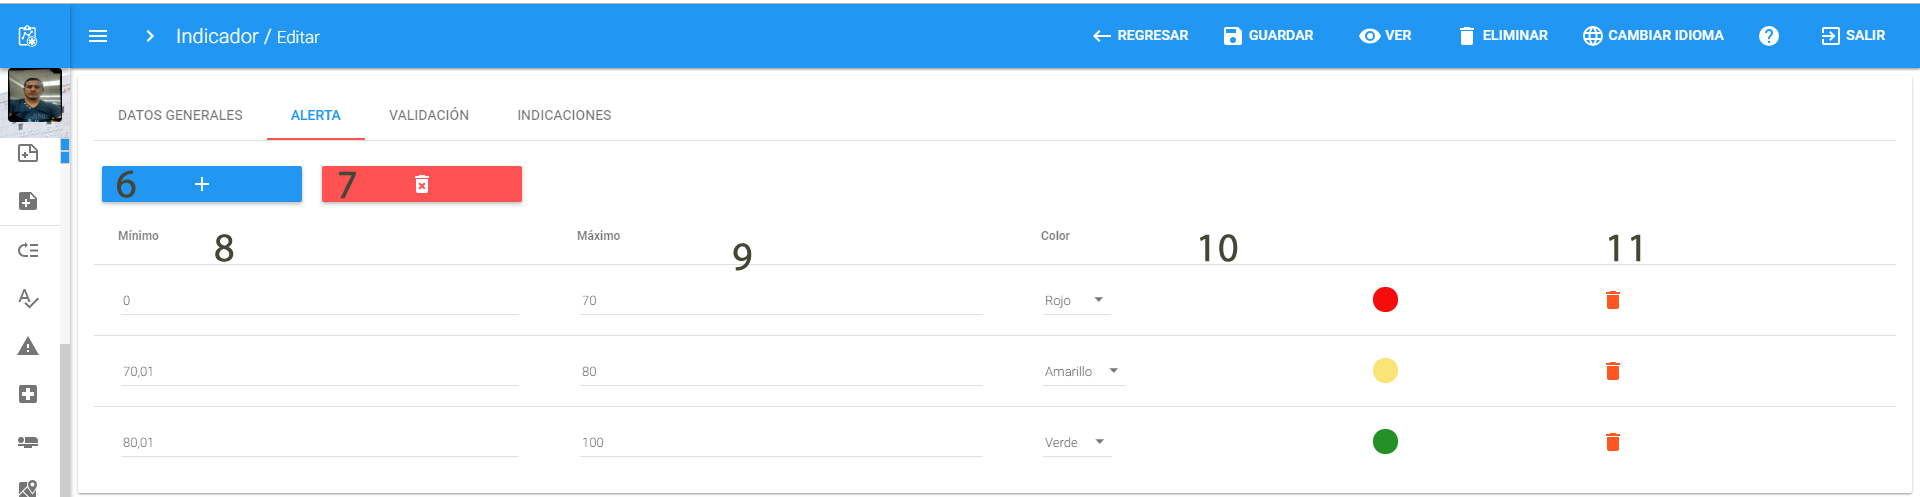 Indicador / Editar REGRESAR GUARDAR VER ELIMINAR CAMBIAR IDIOMA SALIR
DATOS GENERALES ALERTA VALIDACIÓN INDICACIONES
6 7
Mínimo 8 Máximo 9 Color 10 11
0 70 Rojo
70,01 80 Amarillo
80,01 100 Verde